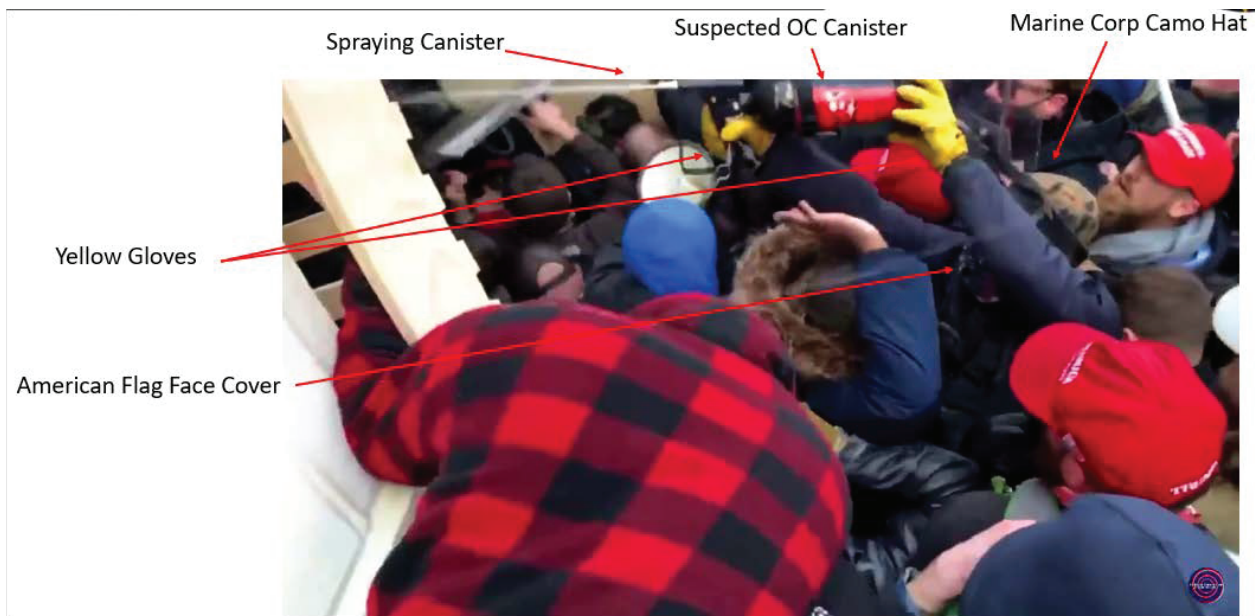 Spraying Canister
Suspected OC Canister
Marine Corp Camo Hat
Yellow Gloves
American Flag Face Cover